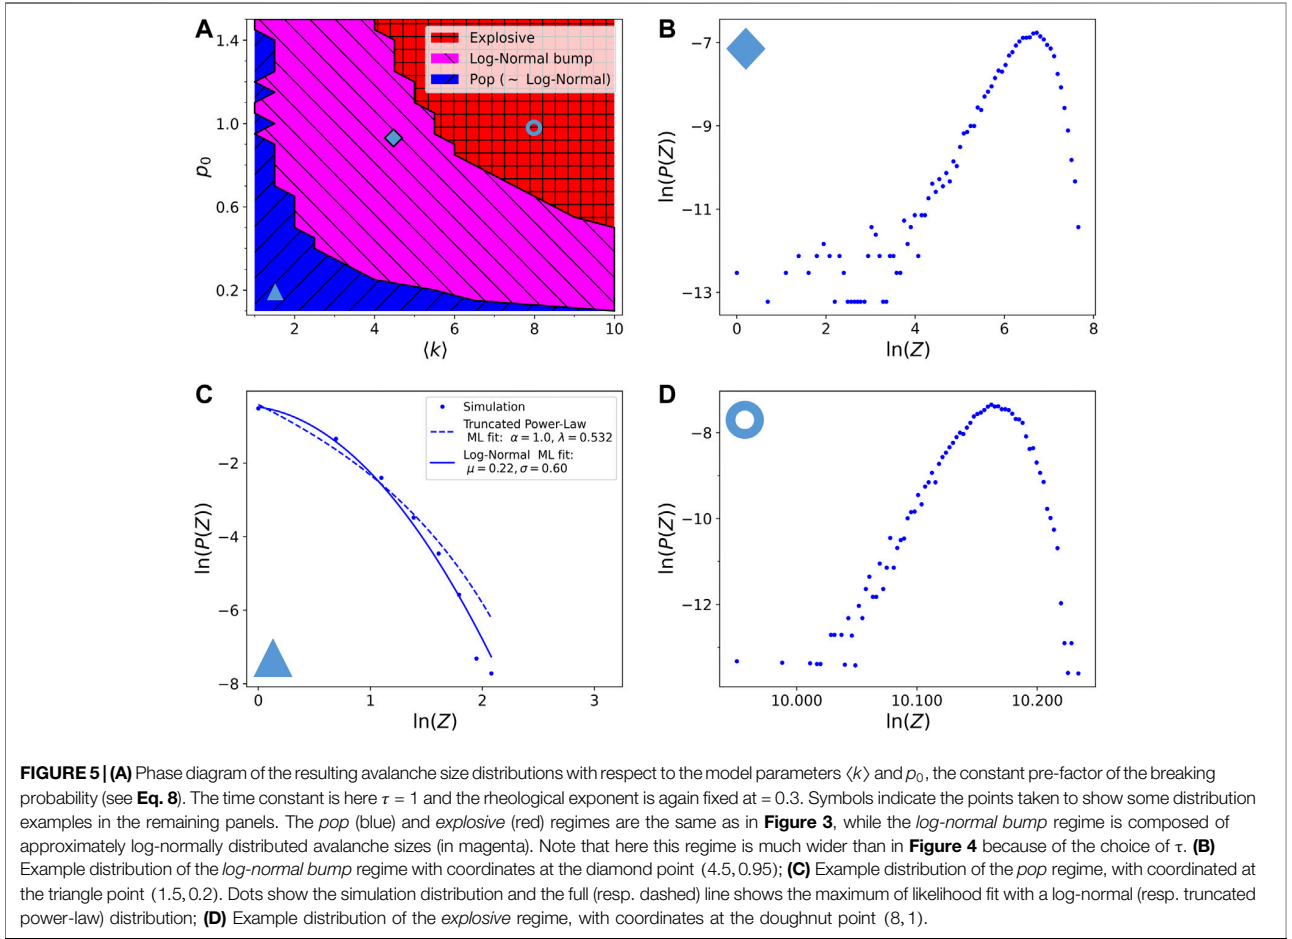 A
1.4
1.0
0.6
0.2
p0
2 4 6 8 10
⟨k⟩
Explosive
Log-Normal bump
Pop ( ~ Log-Normal)
B
−7
−9
−11
−13
ln(P(Z))
0 2 4 6 8
ln(Z)
C
−2
−4
−6
−8
ln(P(Z))
0 1 2 3
ln(Z)
Simulation
Truncated Power-Law
ML fit: α = 1.0, λ = 0.532
Log-Normal ML fit:
μ = 0.22, σ = 0.60
D
−8
−10
−12
ln(P(Z))
10.000 10.100 10.200
ln(Z)
FIGURE 5 | (A) Phase diagram of the resulting avalanche size distributions with respect to the model parameters ⟨k⟩ and p0, the constant pre-factor of the breaking
probability (see Eq. 8). The time constant is here τ = 1 and the rheological exponent is again fixed at = 0.3. Symbols indicate the points taken to show some distribution
examples in the remaining panels. The pop (blue) and explosive (red) regimes are the same as in Figure 3, while the log-normal bump regime is composed of
approximately log-normally distributed avalanche sizes (in magenta). Note that here this regime is much wider than in Figure 4 because of the choice of τ. (B)
Example distribution of the log-normal bump regime with coordinates at the diamond point (4.5, 0.95); (C) Example distribution of the pop regime, with coordinated at
the triangle point (1.5, 0.2). Dots show the simulation distribution and the full (resp. dashed) line shows the maximum of likelihood fit with a log-normal (resp. truncated
power-law) distribution; (D) Example distribution of the explosive regime, with coordinates at the doughnut point (8, 1).